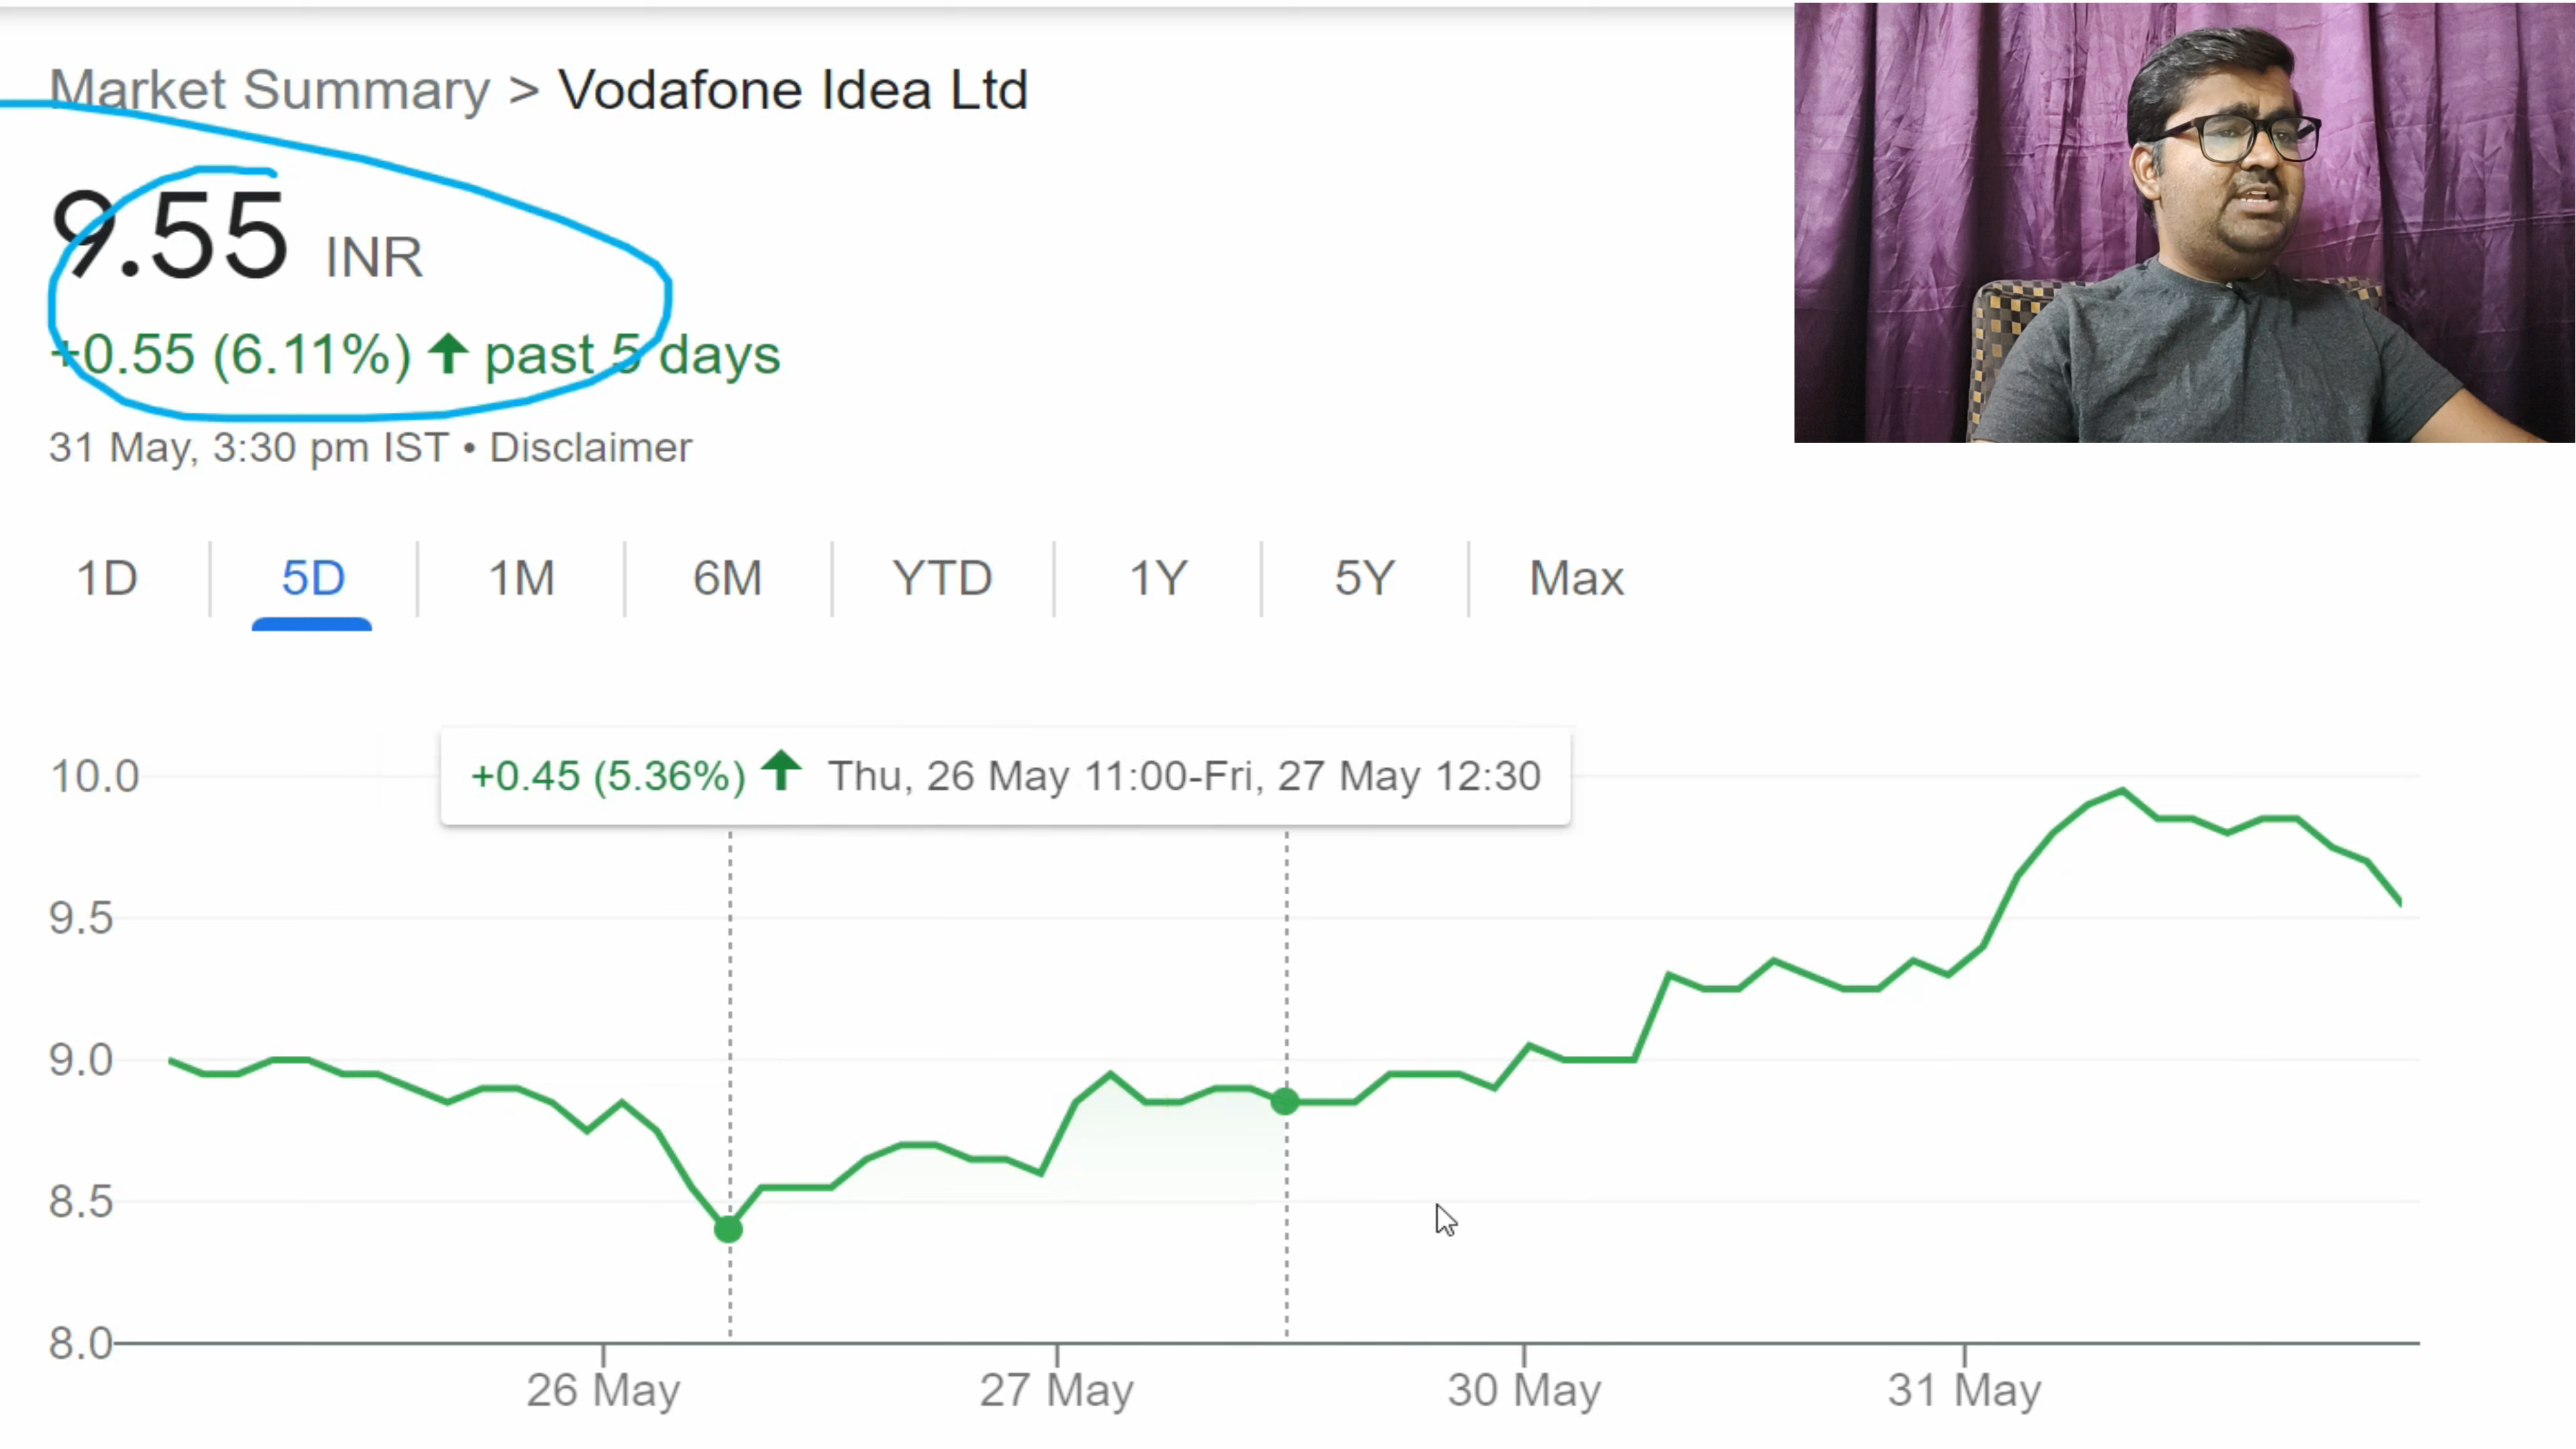 Market Summary > Vodafone Idea Ltd
9.55 INR
+0.55 (6.11%) ↑ past 5 days
31 May, 3:30 pm IST • Disclaimer
1D 5D 1M 6M YTD 1Y 5Y Max
+0.45 (5.36%) ↑ Thu, 26 May 11:00-Fri, 27 May 12:30
10.0
9.5
9.0
8.5
8.0
26 May 27 May 30 May 31 May